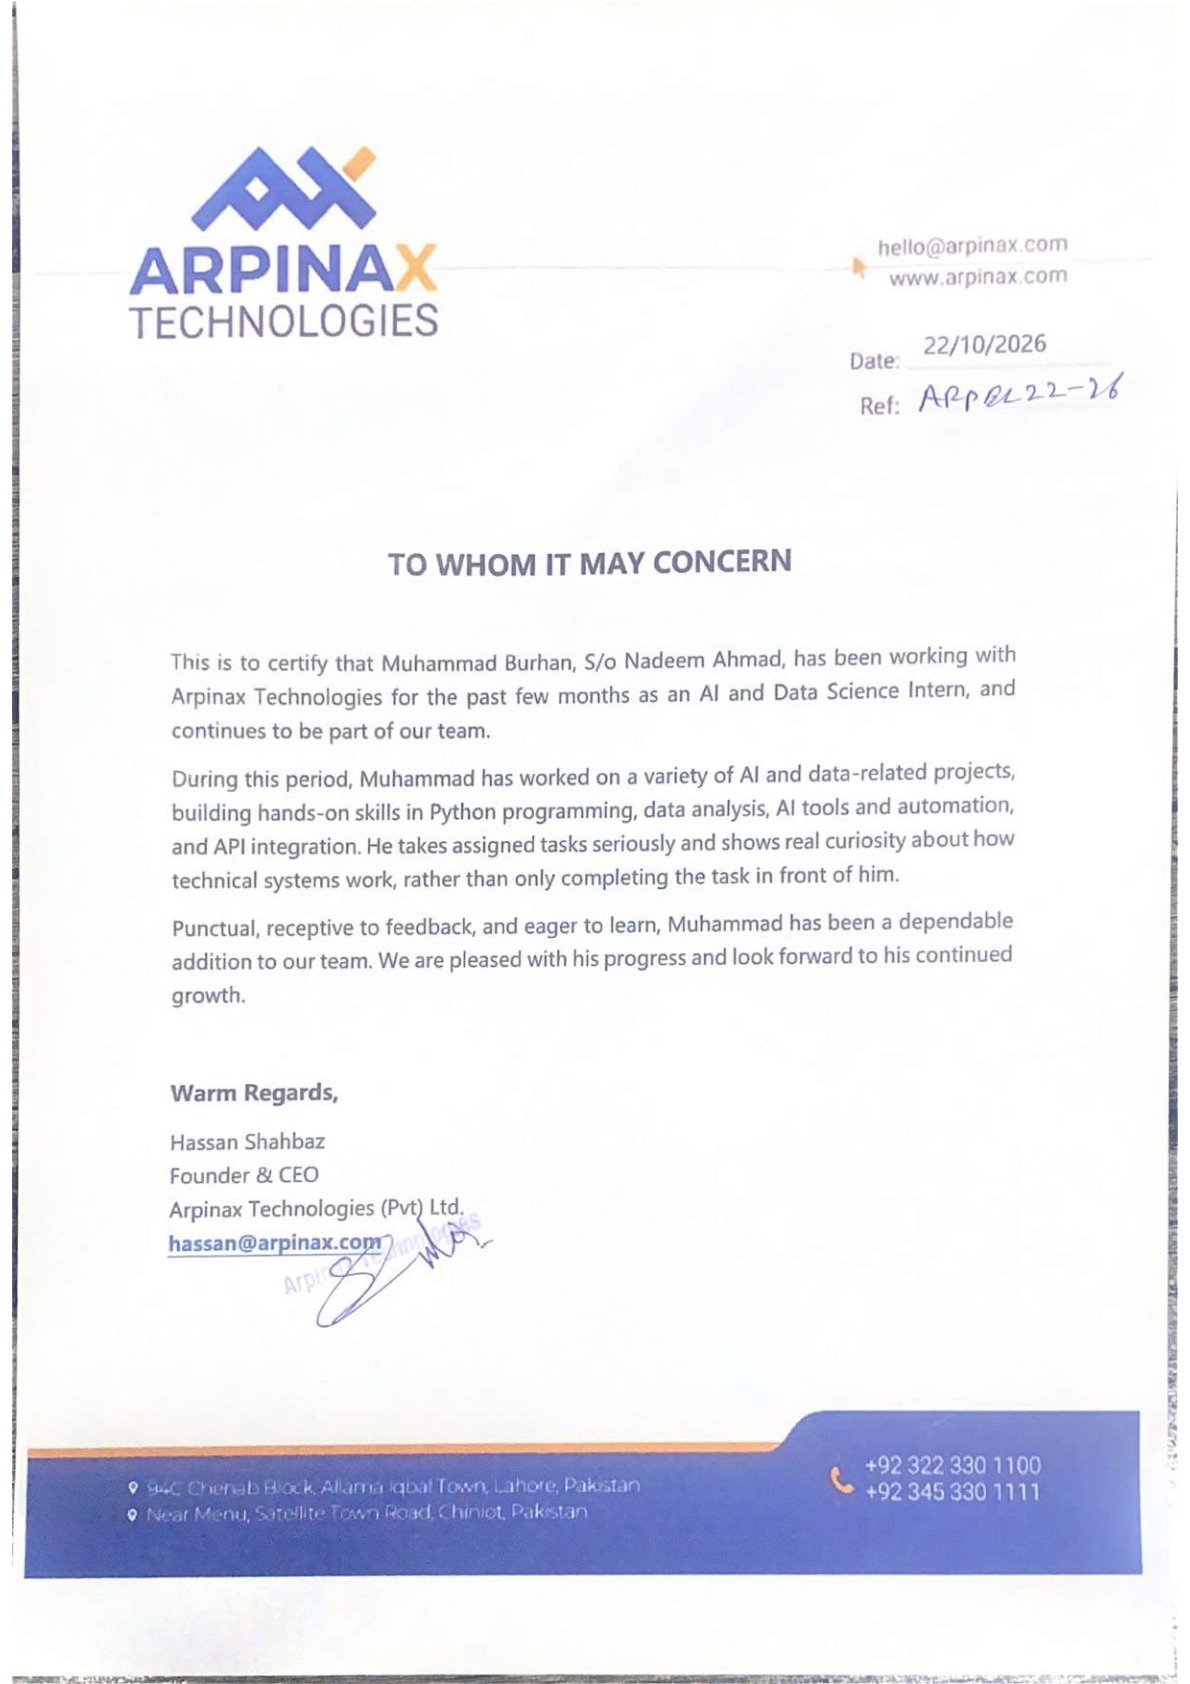 ARPINAX
TECHNOLOGIES
hello@arpinax.com
www.arpinax.com
Date: 22/10/2026
Ref: ARPEL22-26
TO WHOM IT MAY CONCERN
This is to certify that Muhammad Burhan, S/o Nadeem Ahmad, has been working with
Arpinax Technologies for the past few months as an AI and Data Science Intern, and
continues to be part of our team.
During this period, Muhammad has worked on a variety of AI and data-related projects,
building hands-on skills in Python programming, data analysis, AI tools and automation,
and API integration. He takes assigned tasks seriously and shows real curiosity about how
technical systems work, rather than only completing the task in front of him.
Punctual, receptive to feedback, and eager to learn, Muhammad has been a dependable
addition to our team. We are pleased with his progress and look forward to his continued
growth.
Warm Regards,
Hassan Shahbaz
Founder & CEO
Arpinax Technologies (Pvt) Ltd.
hassan@arpinax.com
Arpinax Technologies
94C Chenab Block, Allama Iqbal Town, Lahore, Pakistan
Near Menu, Satellite Town Road, Chiniot, Pakistan
+92 322 330 1100
+92 345 330 1111